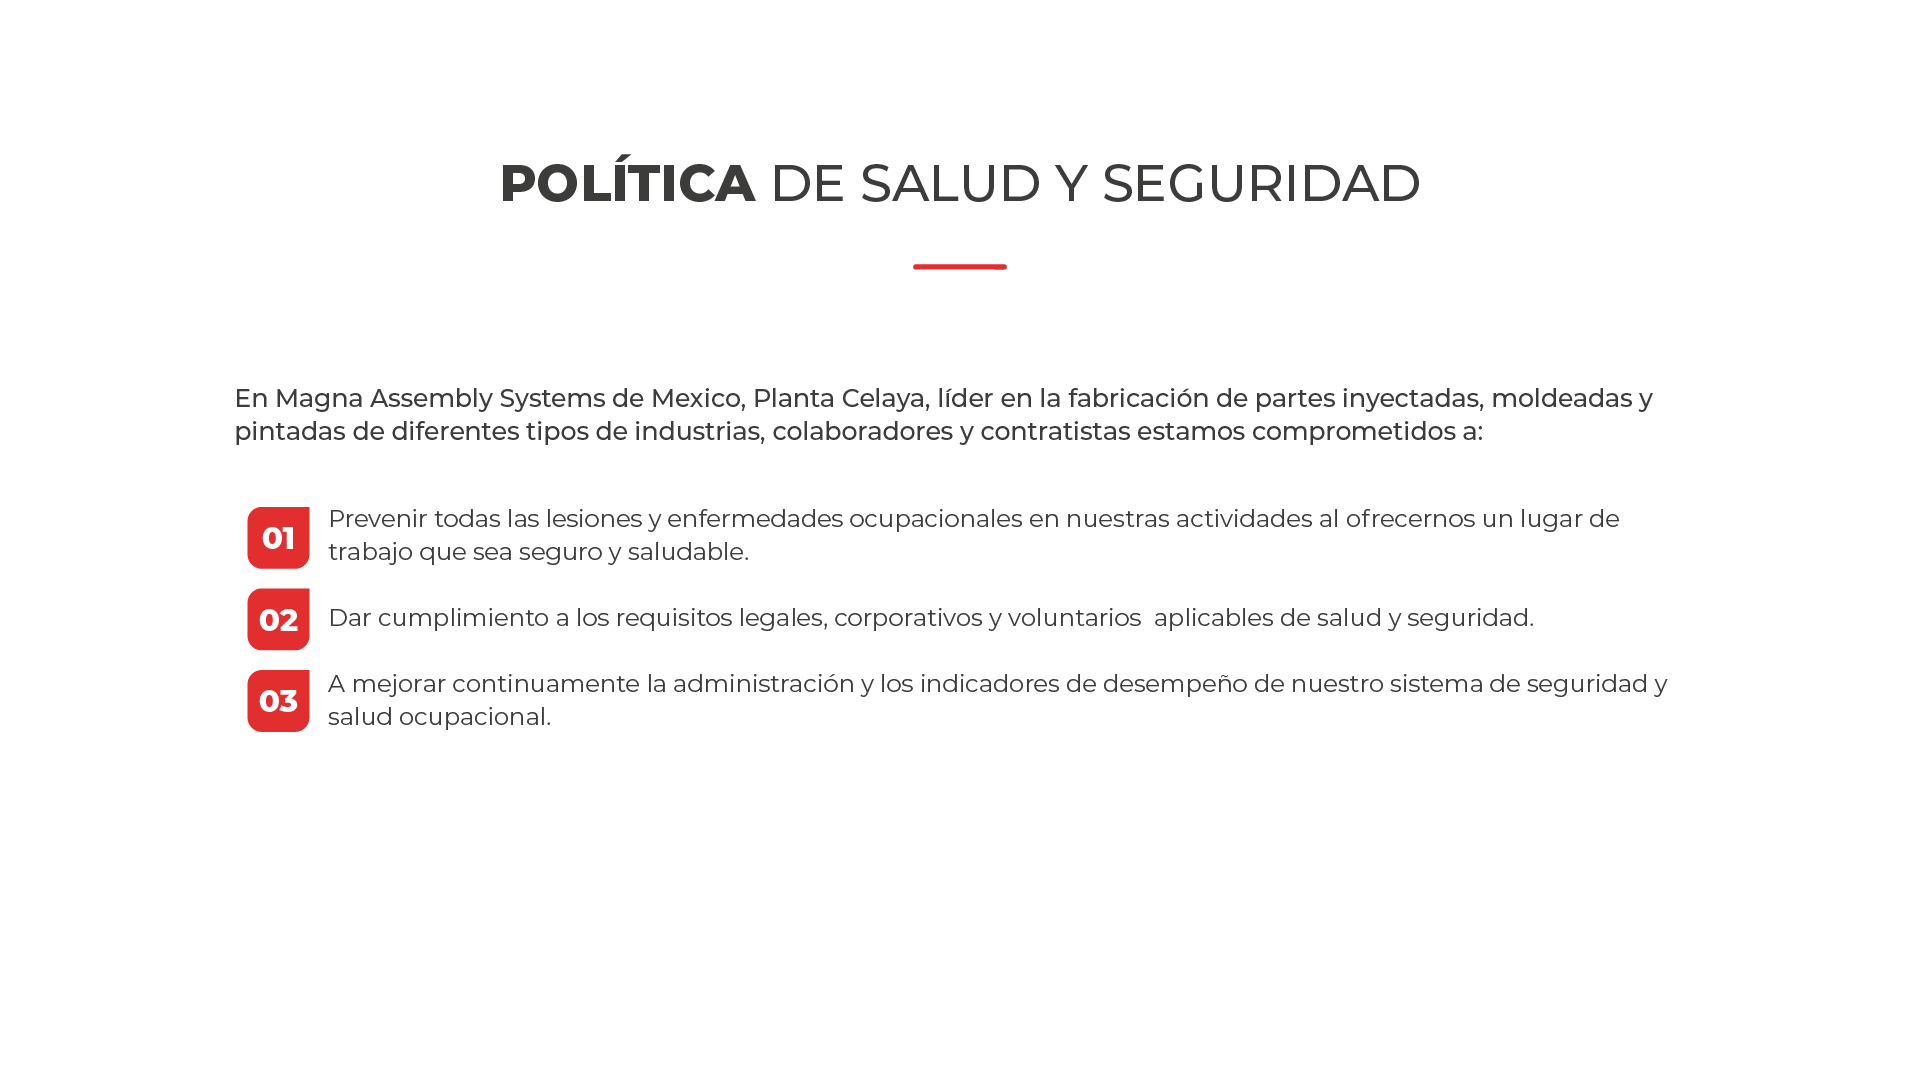 POLÍTICA DE SALUD Y SEGURIDAD
En Magna Assembly Systems de Mexico, Planta Celaya, líder en la fabricación de partes inyectadas, moldeadas y
pintadas de diferentes tipos de industrias, colaboradores y contratistas estamos comprometidos a:
01 Prevenir todas las lesiones y enfermedades ocupacionales en nuestras actividades al ofrecernos un lugar de
trabajo que sea seguro y saludable.
02 Dar cumplimiento a los requisitos legales, corporativos y voluntarios  aplicables de salud y seguridad.
03 A mejorar continuamente la administración y los indicadores de desempeño de nuestro sistema de seguridad y
salud ocupacional.